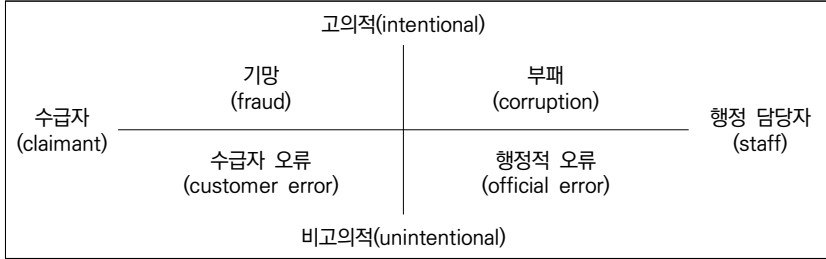 고의적(intentional)
기망
(fraud)
부패
(corruption)
수급자
(claimant)
행정 담당자
(staff)
수급자 오류
(customer error)
행정적 오류
(official error)
비고의적(unintentional)